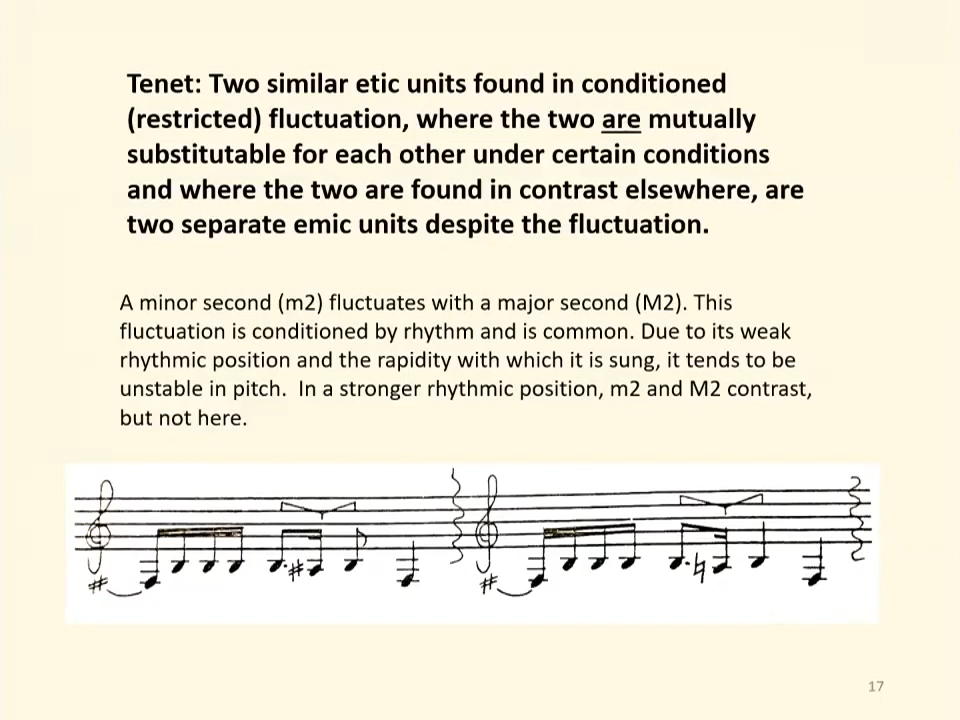 Tenet: Two similar etic units found in conditioned
(restricted) fluctuation, where the two are mutually
substitutable for each other under certain conditions
and where the two are found in contrast elsewhere, are
two separate emic units despite the fluctuation.
A minor second (m2) fluctuates with a major second (M2). This
fluctuation is conditioned by rhythm and is common. Due to its weak
rhythmic position and the rapidity with which it is sung, it tends to be
unstable in pitch.  In a stronger rhythmic position, m2 and M2 contrast,
but not here.
17